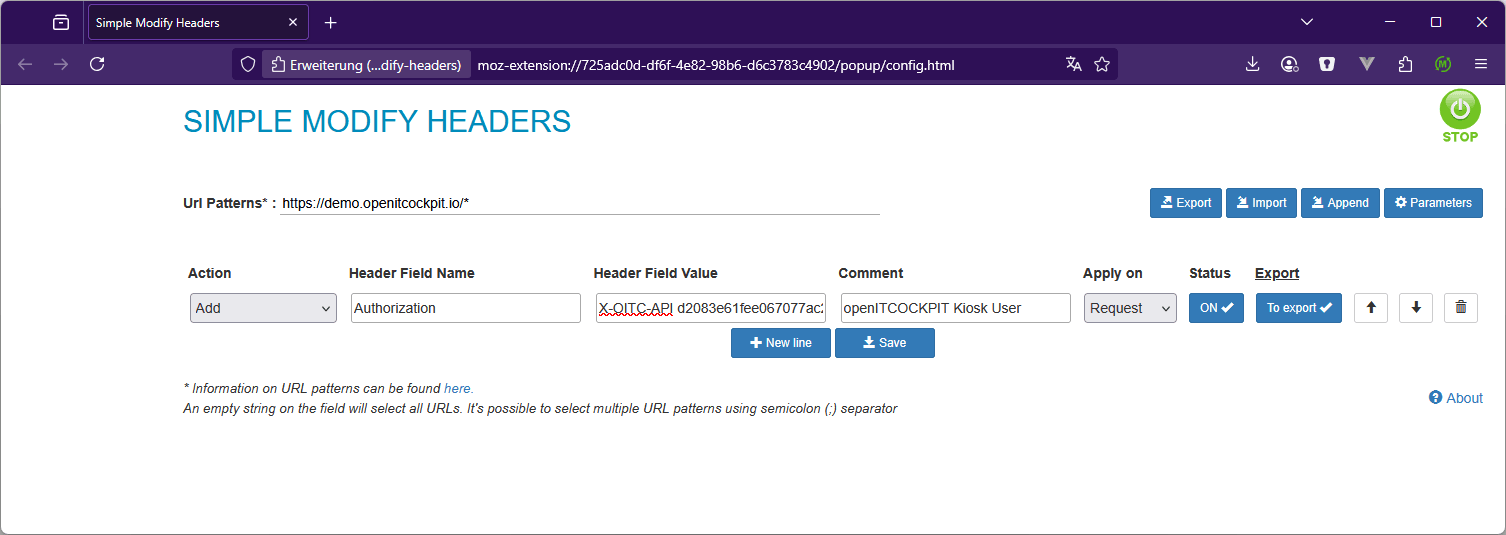 Simple Modify Headers
Erweiterung (...dify-headers) moz-extension://725adc0d-df6f-4e82-98b6-d6c3783c4902/popup/config.html
SIMPLE MODIFY HEADERS
STOP
Url Patterns* : https://demo.openitcockpit.io/*
Export Import Append Parameters
Action Header Field Name Header Field Value Comment Apply on Status Export
Add Authorization X-OITC-API d2083e61fee067077ac2 openITCOCKPIT Kiosk User Request ON To export
New line Save
* Information on URL patterns can be found here.
An empty string on the field will select all URLs. It's possible to select multiple URL patterns using semicolon (;) separator
About